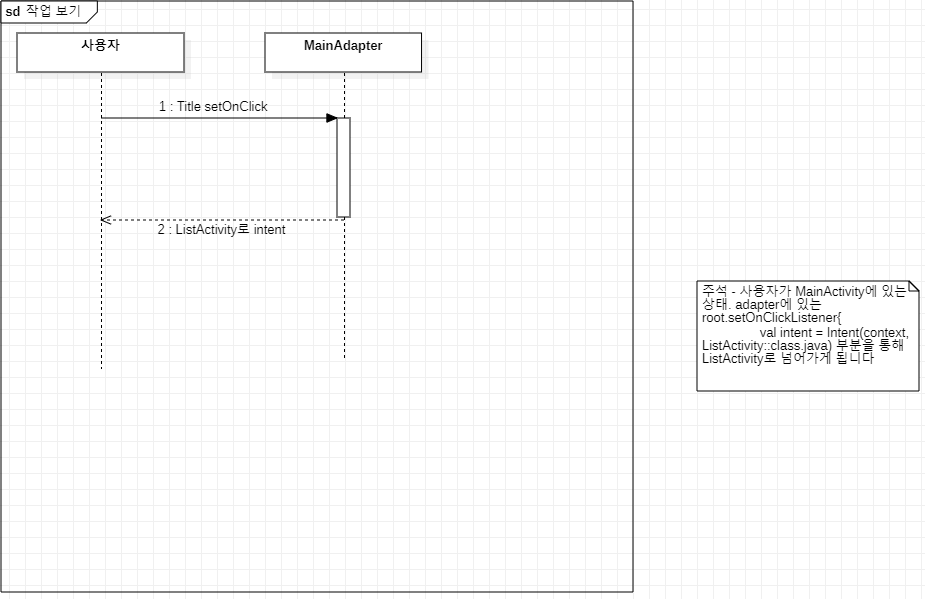 sd 작업 보기
사용자
MainAdapter
1 : Title setOnClick
2 : ListActivity로 intent
주석 - 사용자가 MainActivity에 있는
상태. adapter에 있는
root.setOnClickListener{
val intent = Intent(context,
ListActivity::class.java) 부분을 통해
ListActivity로 넘어가게 됩니다